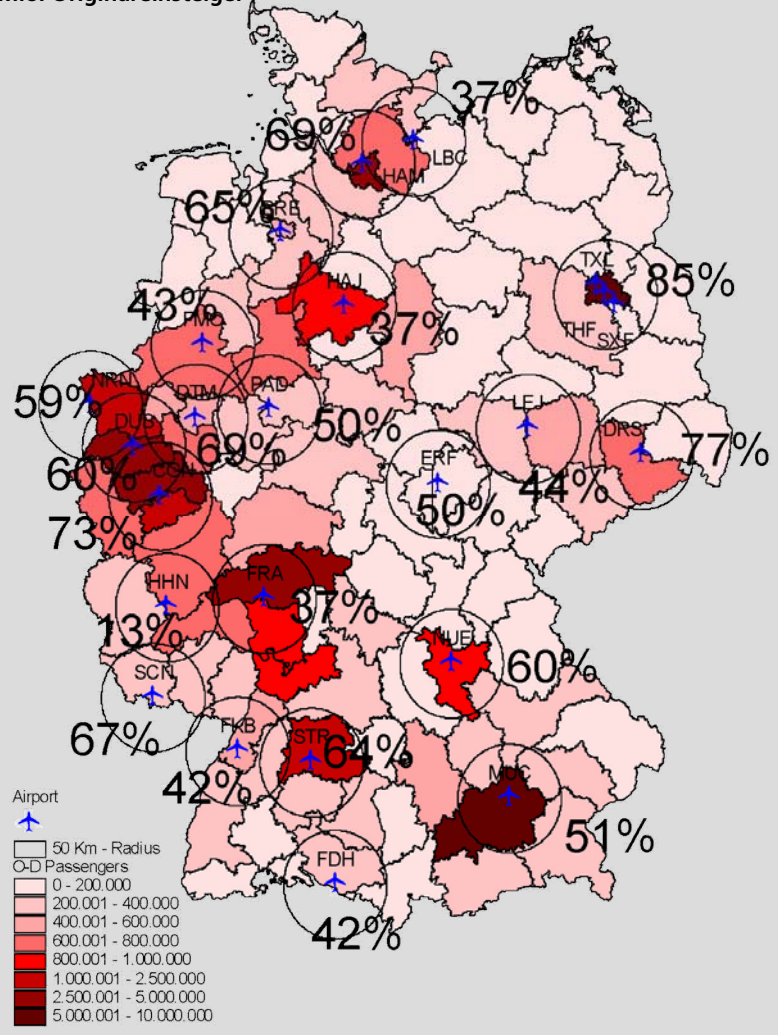 37%
69%
LBC
HAM
65%
BRE
TXL
85%
HAJ
43%
FMO
37%
THF
SXF
NRN
59%
DTM
PAD
LEJ
DUS
50%
DRS
69%
77%
60%
CGN
ERF
44%
50%
73%
FRA
HHN
37%
13%
NUE
60%
SCN
67%
FKB
STR
64%
42%
MUC
51%
FDH
42%
Airport
50 Km - Radius
O-D Passengers
0 - 200.000
200.001 - 400.000
400.001 - 600.000
600.001 - 800.000
800.001 - 1.000.000
1.000.001 - 2.500.000
2.500.001 - 5.000.000
5.000.001 - 10.000.000